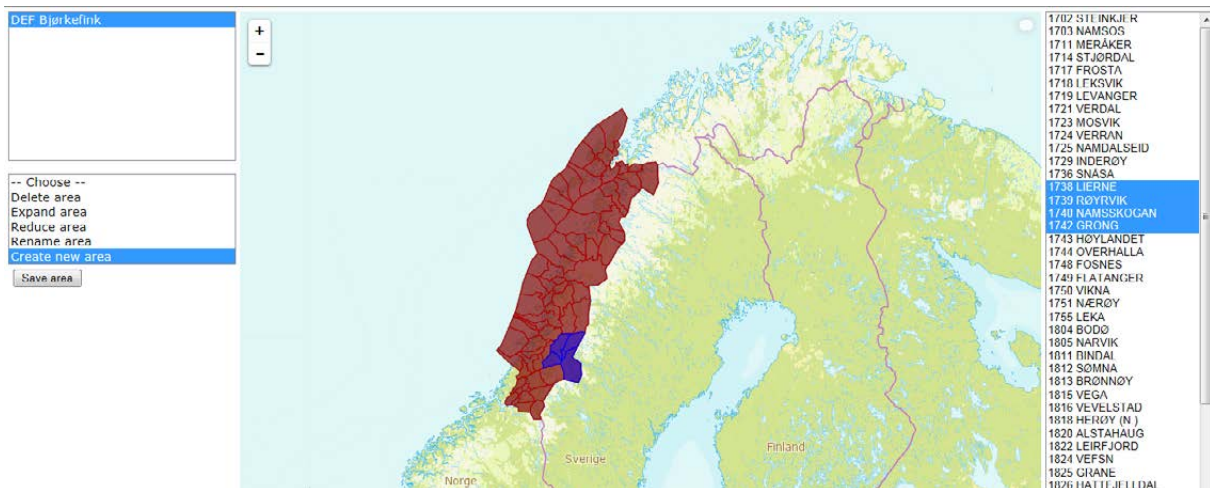 DEF Bjørkefink
-- Choose --
Delete area
Expand area
Reduce area
Rename area
Create new area
Save area
+
−
Norge
Sverige
Finland
1702 STEINKJER
1703 NAMSOS
1711 MERÅKER
1714 STJØRDAL
1717 FROSTA
1718 LEKSVIK
1719 LEVANGER
1721 VERDAL
1723 MOSVIK
1724 VERRAN
1725 NAMDALSEID
1729 INDERØY
1736 SNÅSA
1738 LIERNE
1739 RØYRVIK
1740 NAMSSKOGAN
1742 GRONG
1743 HØYLANDET
1744 OVERHALLA
1748 FOSNES
1749 FLATANGER
1750 VIKNA
1751 NÆRØY
1755 LEKA
1804 BODØ
1805 NARVIK
1811 BINDAL
1812 SØMNA
1813 BRØNNØY
1815 VEGA
1816 VEVELSTAD
1818 HERØY (N )
1820 ALSTAHAUG
1822 LEIRFJORD
1824 VEFSN
1825 GRANE
1826 HATTFJELLDAL